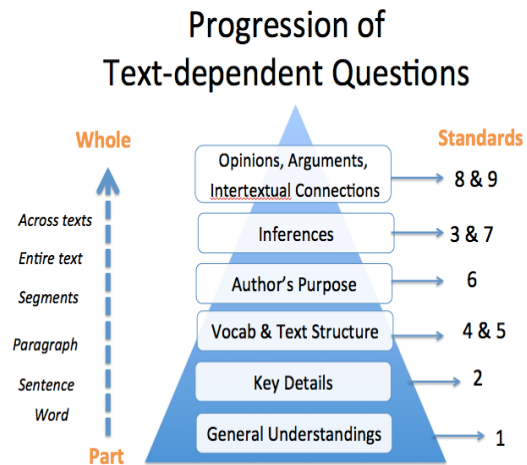 Progression of
Text-dependent Questions
Whole
Standards
Opinions, Arguments,
Intertextual Connections
8 & 9
Across texts
Inferences
3 & 7
Entire text
Author's Purpose
6
Segments
Vocab & Text Structure
4 & 5
Paragraph
Key Details
2
Sentence
Word
General Understandings
1
Part